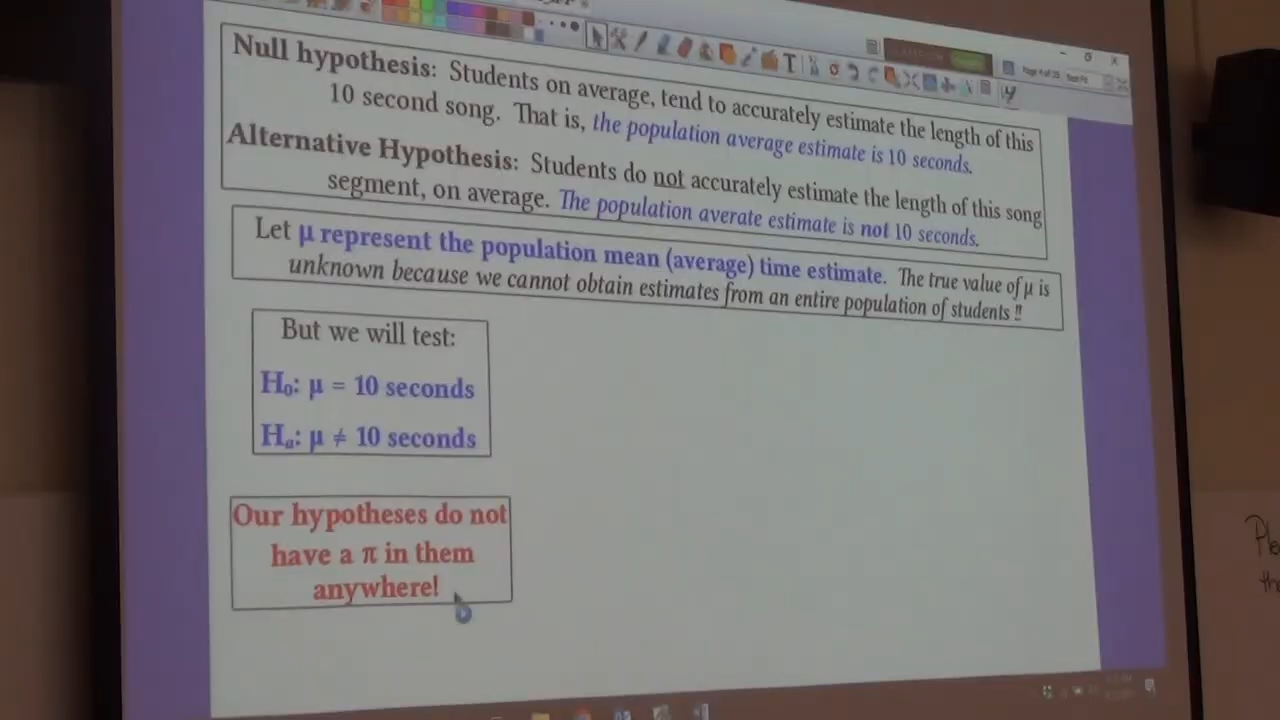 Null hypothesis: Students on average, tend to accurately estimate the length of this
10 second song. That is, the population average estimate is 10 seconds.
Alternative Hypothesis: Students do not accurately estimate the length of this song
segment, on average. The population averate estimate is not 10 seconds.
Let μ represent the population mean (average) time estimate. The true value of μ is
unknown because we cannot obtain estimates from an entire population of students !!
But we will test:
H₀: μ = 10 seconds
Hₐ: μ ≠ 10 seconds
Our hypotheses do not
have a π in them
anywhere!